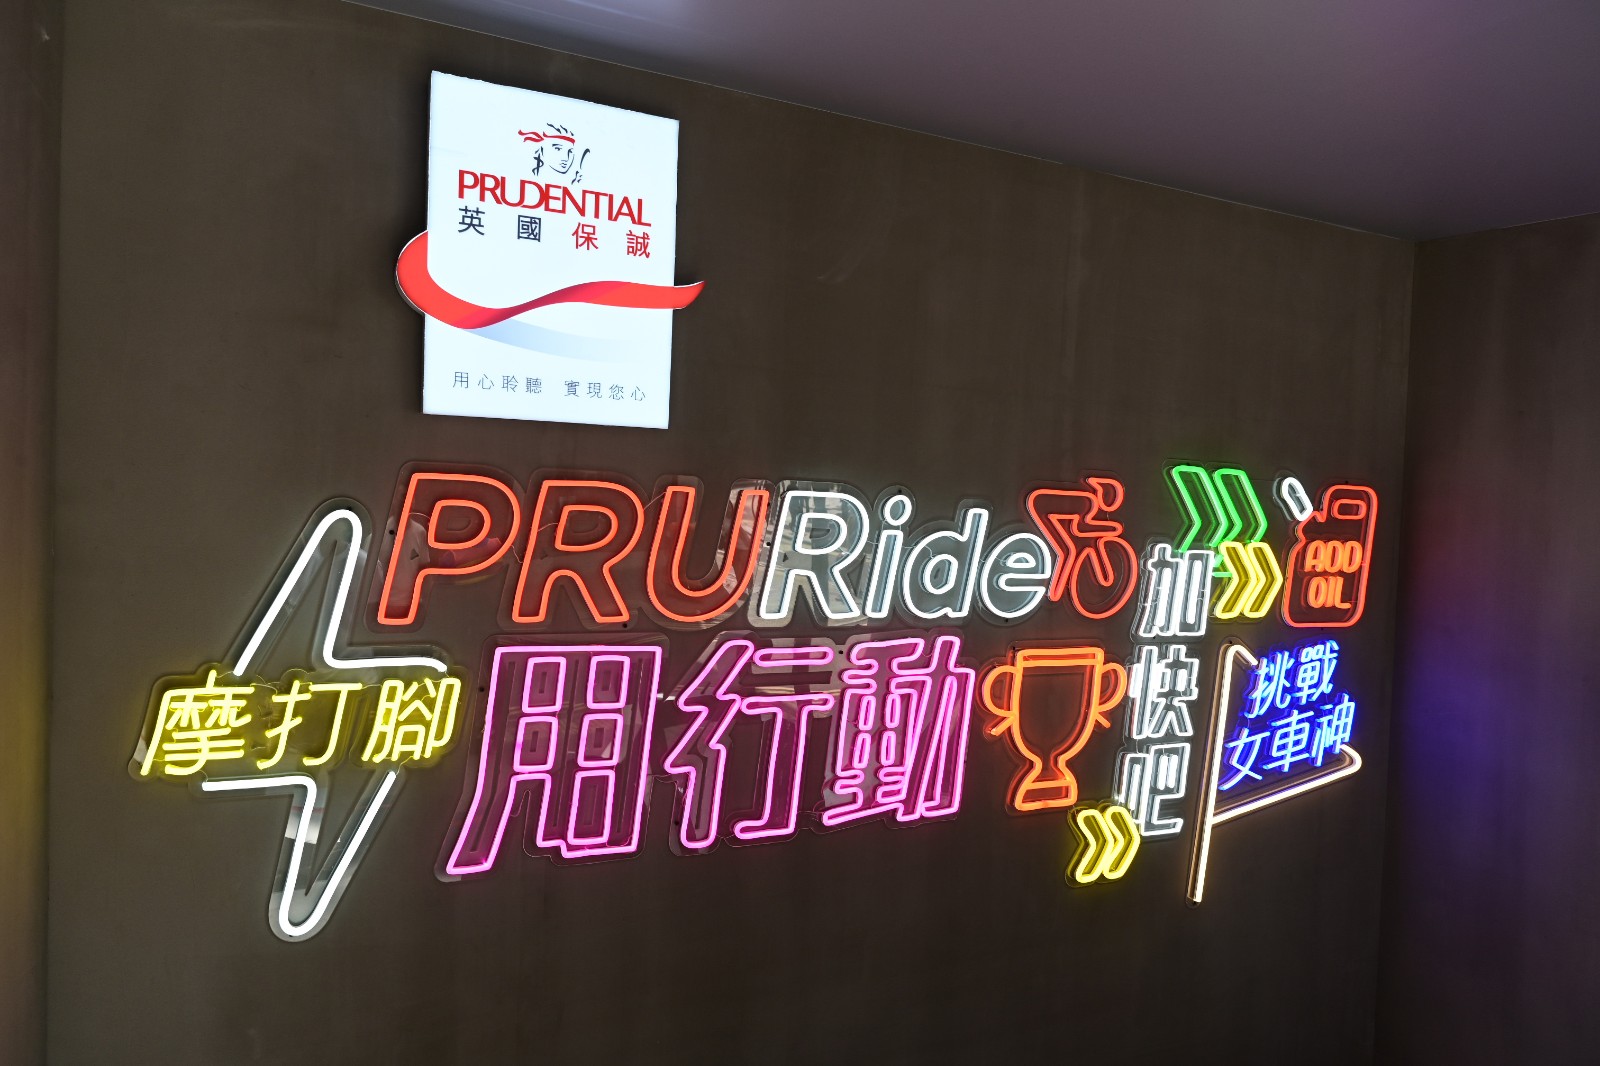 PRUDENTIAL
英國保誠
用心聆聽 實現您心
PRURide
加快吧
ADD
OIL
摩打腳
用行動
挑戰
女車神